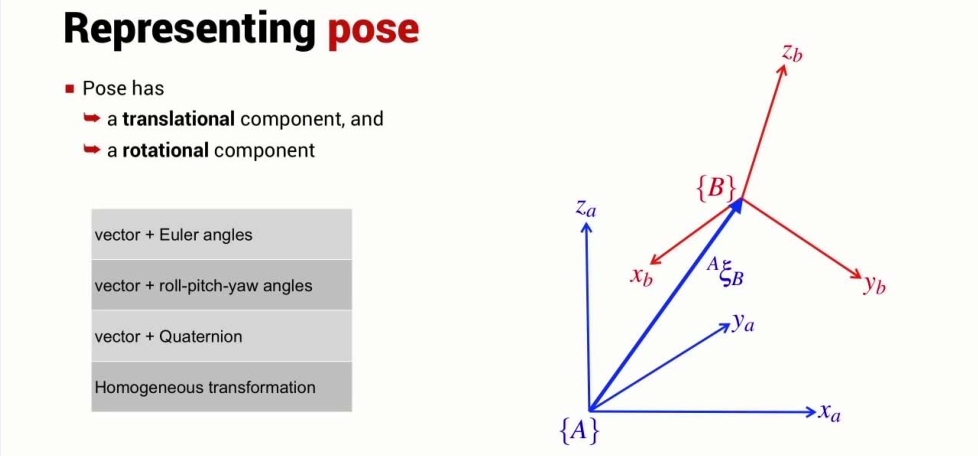 Representing pose
Pose has
a translational component, and
a rotational component
vector + Euler angles
vector + roll-pitch-yaw angles
vector + Quaternion
Homogeneous transformation
z_b
{B}
z_a
x_b
ᴬξ_B
y_b
y_a
x_a
{A}